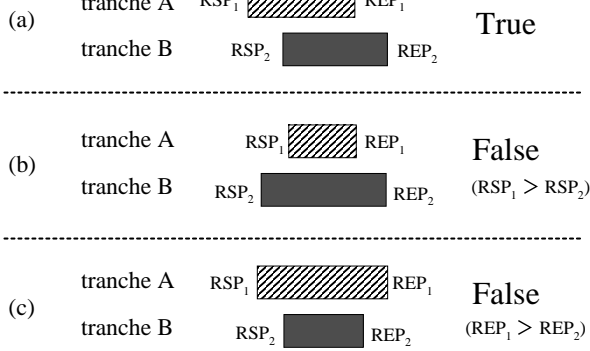 (a) tranche A RSP₁ REP₁ True
tranche B RSP₂ REP₂
(b) tranche A RSP₁ REP₁ False
tranche B RSP₂ REP₂ (RSP₁ > RSP₂)
(c) tranche A RSP₁ REP₁ False
tranche B RSP₂ REP₂ (REP₁ > REP₂)